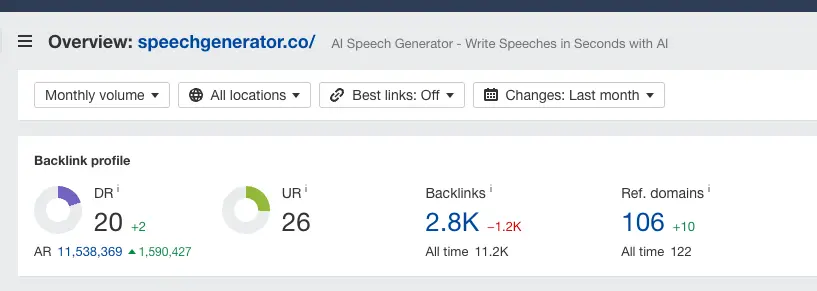 Overview: speechgenerator.co/ AI Speech Generator - Write Speeches in Seconds with AI
Monthly volume All locations Best links: Off Changes: Last month
Backlink profile
DR i UR i Backlinks i Ref. domains i
20 +2 26 2.8K −1.2K 106 +10
AR 11,538,369 1,590,427 All time 11.2K All time 122